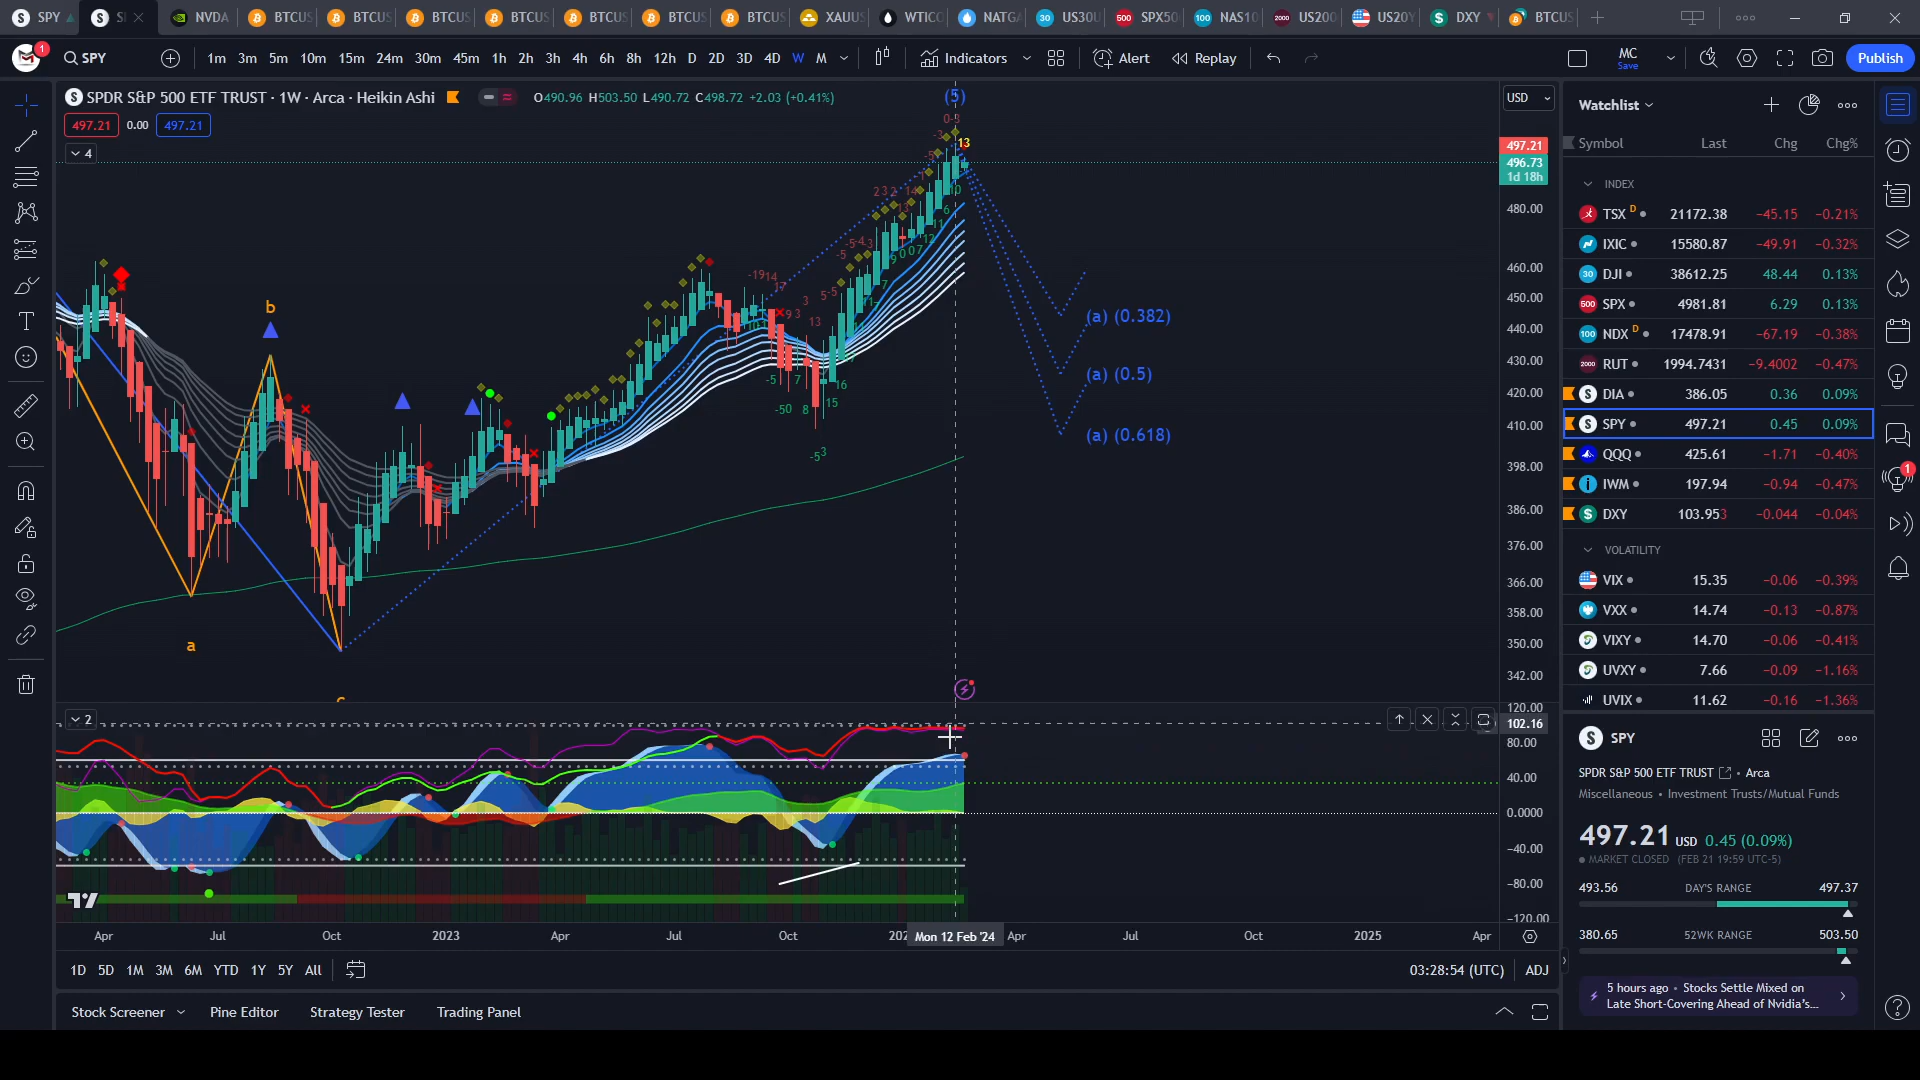 SPY
NVDA
BTCUS
BTCUS
BTCUS
BTCUS
BTCUS
BTCUS
BTCUS
XAUUS
WTICO
NATGA
US30U
SPX50
NAS10
US200
US20Y
DXY
BTCUS
1
SPY
1m 3m 5m 10m 15m 24m 30m 45m 1h 2h 3h 4h 6h 8h 12h D 2D 3D 4D W M
Indicators
Alert
Replay
MC
Save
Publish
SPDR S&P 500 ETF TRUST · 1W · Arca · Heikin Ashi
O490.96 H503.50 L490.72 C498.72 +2.03 (+0.41%)
497.21 0.00 497.21
4
(5)
13
b
a
(a) (0.382)
(a) (0.5)
(a) (0.618)
USD
497.21
496.73
1d 18h
480.00
460.00
450.00
440.00
430.00
420.00
410.00
398.00
386.00
376.00
366.00
358.00
350.00
342.00
2
120.00
102.16
80.00
40.00
0.0000
−40.00
−80.00
−120.00
Apr Jul Oct 2023 Apr Jul Oct Mon 12 Feb '24 Apr Jul Oct 2025 Apr
1D 5D 1M 3M 6M YTD 1Y 5Y All
03:28:54 (UTC) ADJ
Stock Screener
Pine Editor
Strategy Tester
Trading Panel
Watchlist
Symbol Last Chg Chg%
INDEX
TSX D 21172.38 −45.15 −0.21%
IXIC 15580.87 −49.91 −0.32%
DJI 38612.25 48.44 0.13%
SPX 4981.81 6.29 0.13%
NDX D 17478.91 −67.19 −0.38%
RUT 1994.7431 −9.4002 −0.47%
DIA 386.05 0.36 0.09%
SPY 497.21 0.45 0.09%
QQQ 425.61 −1.71 −0.40%
IWM 197.94 −0.94 −0.47%
DXY 103.953 −0.044 −0.04%
VOLATILITY
VIX 15.35 −0.06 −0.39%
VXX 14.74 −0.13 −0.87%
VIXY 14.70 −0.06 −0.41%
UVXY 7.66 −0.09 −1.16%
UVIX 11.62 −0.16 −1.36%
SPY
SPDR S&P 500 ETF TRUST • Arca
Miscellaneous • Investment Trusts/Mutual Funds
497.21 USD 0.45 (0.09%)
MARKET CLOSED (FEB 21 19:59 UTC-5)
493.56 DAY'S RANGE 497.37
380.65 52WK RANGE 503.50
5 hours ago • Stocks Settle Mixed on
Late Short-Covering Ahead of Nvidia's...
1